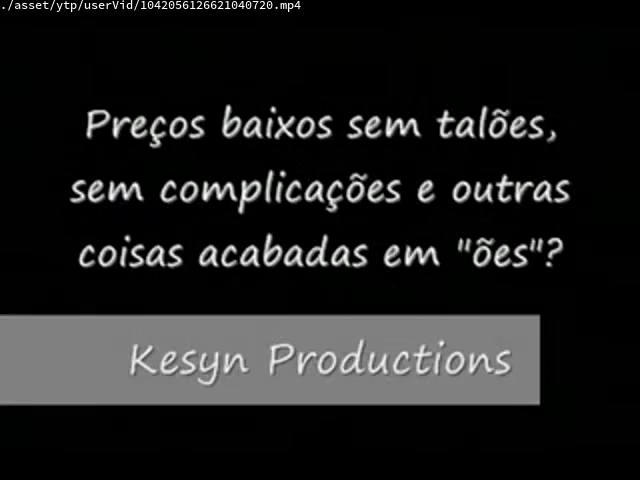 ./asset/ytp/userVid/1042056126621040720.mp4
Preços baixos sem talões,
sem complicações e outras
coisas acabadas em "ões"?
Kesyn Productions